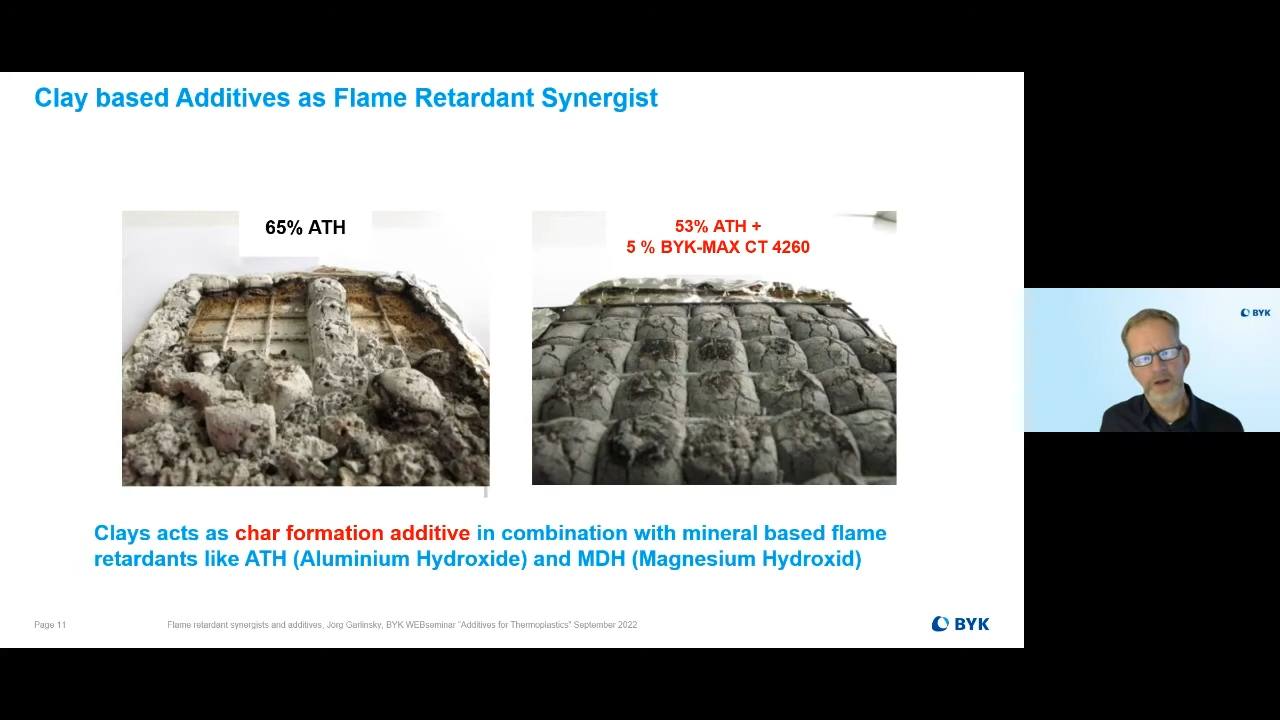 Clay based Additives as Flame Retardant Synergist
65% ATH
53% ATH +
5 % BYK-MAX CT 4260
BYK
Clays acts as char formation additive in combination with mineral based flame
retardants like ATH (Aluminium Hydroxide) and MDH (Magnesium Hydroxid)
Page 11
Flame retardant synergists and additives, Jorg Garlinsky, BYK WEBseminar "Additives for Thermoplastics" September 2022
BYK